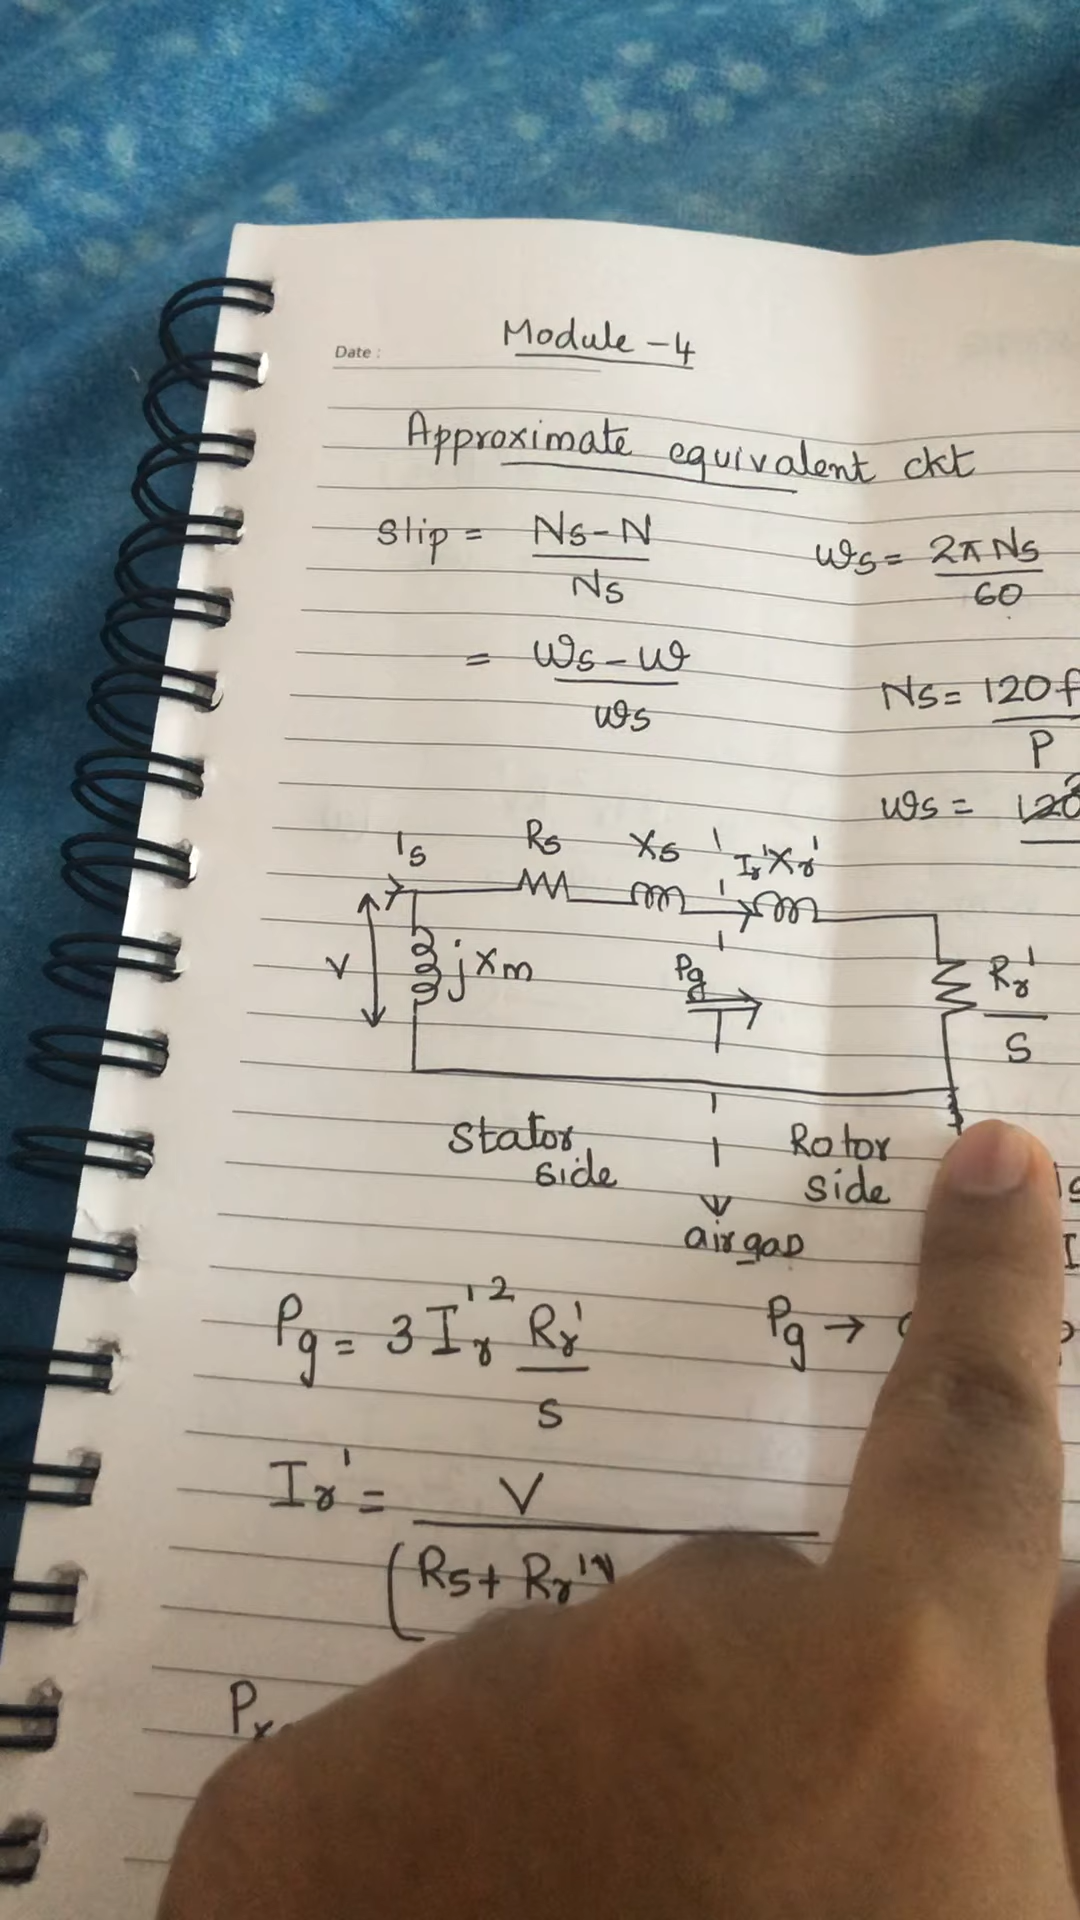 Module - 4
Date :
Approximate equivalent ckt
Slip = Ns - N / Ns
ωs = 2π Ns / 60
= ωs - ω / ωs
Ns = 120 f / P
ωs =
Is Rs Xs Ir' Xr'
V jXm Pg Rr' / S
Stator side
Rotor side
air gap
Pg = 3 Ir'² Rr' / S
Pg →
Ir' = V
(Rs + Rr'